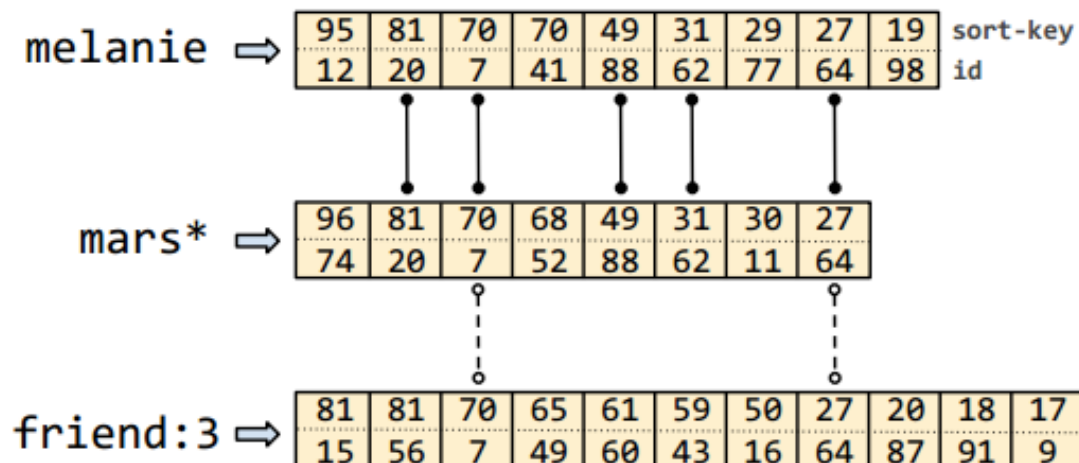 melanie 95 81 70 70 49 31 29 27 19 sort-key
12 20 7 41 88 62 77 64 98 id
mars* 96 81 70 68 49 31 30 27
74 20 7 52 88 62 11 64
friend:3 81 81 70 65 61 59 50 27 20 18 17
15 56 7 49 60 43 16 64 87 91 9